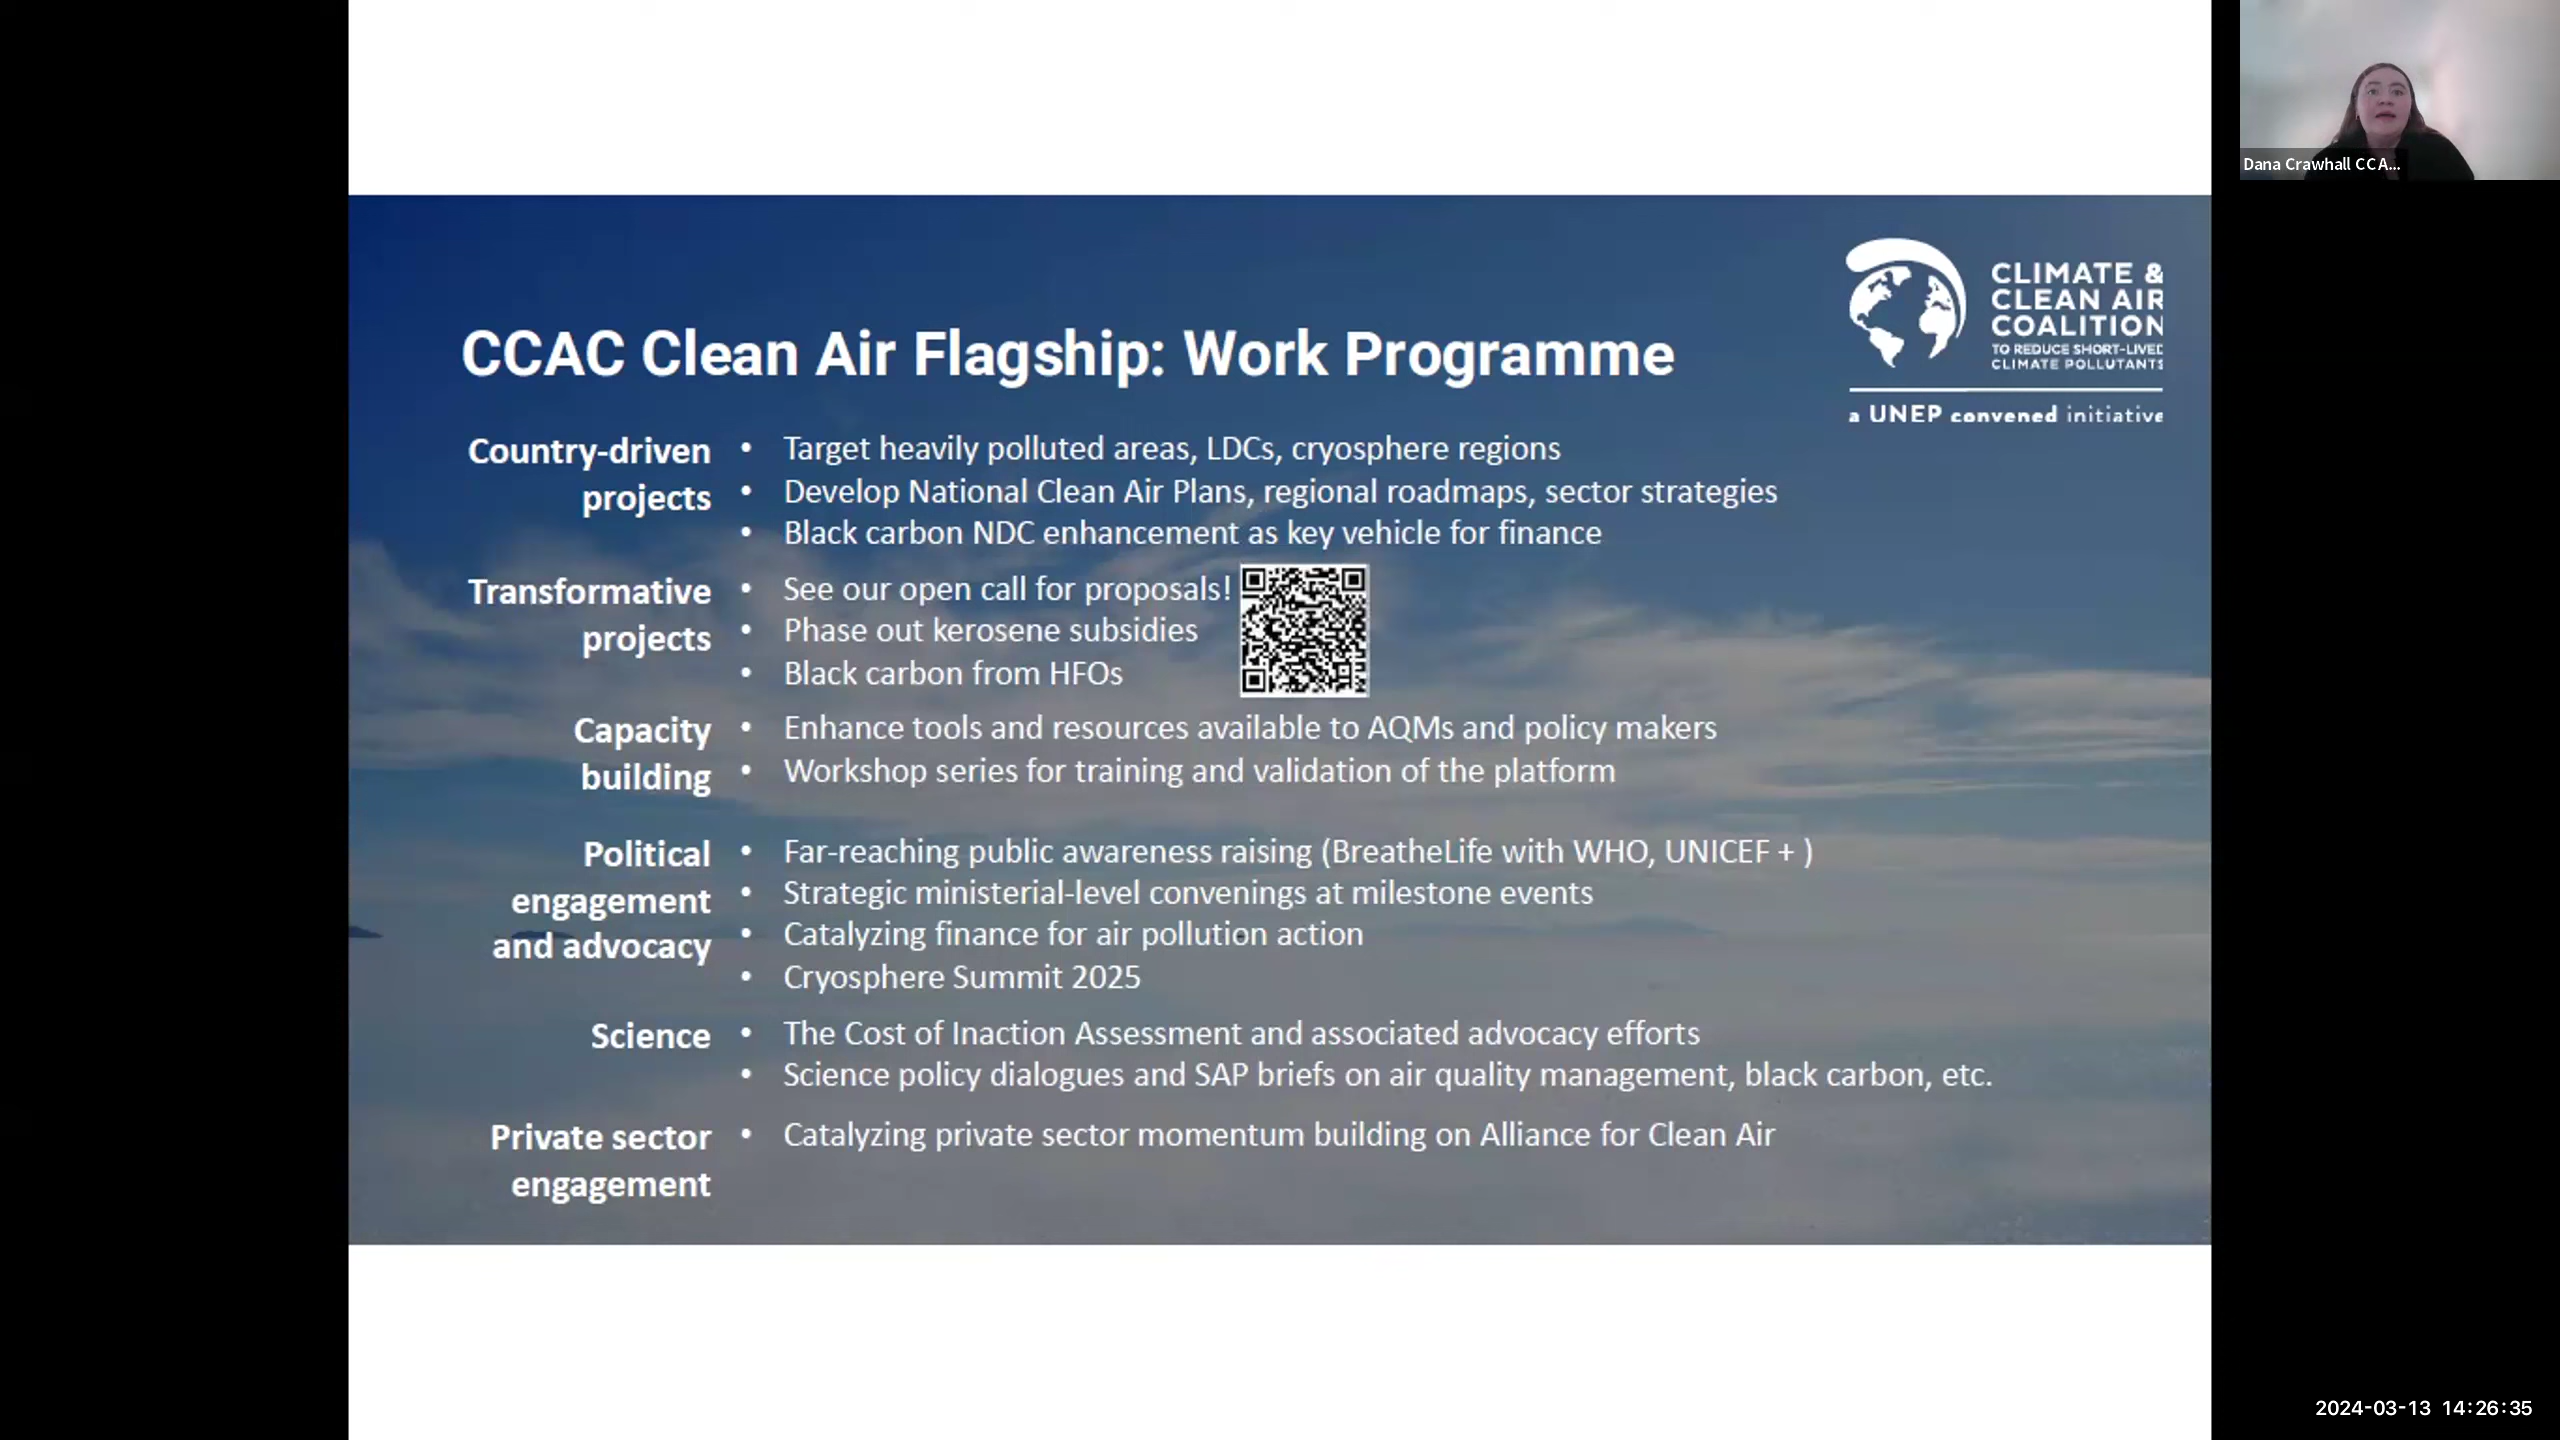 Dana Crawhall CCA...
CLIMATE &
CLEAN AIR
COALITION
TO REDUCE SHORT-LIVED
CLIMATE POLLUTANTS
a UNEP convened initiative
CCAC Clean Air Flagship: Work Programme
Country-driven
projects
• Target heavily polluted areas, LDCs, cryosphere regions
• Develop National Clean Air Plans, regional roadmaps, sector strategies
• Black carbon NDC enhancement as key vehicle for finance
Transformative
projects
• See our open call for proposals!
• Phase out kerosene subsidies
• Black carbon from HFOs
Capacity
building
• Enhance tools and resources available to AQMs and policy makers
• Workshop series for training and validation of the platform
Political
engagement
and advocacy
• Far-reaching public awareness raising (BreatheLife with WHO, UNICEF + )
• Strategic ministerial-level convenings at milestone events
• Catalyzing finance for air pollution action
• Cryosphere Summit 2025
Science
• The Cost of Inaction Assessment and associated advocacy efforts
• Science policy dialogues and SAP briefs on air quality management, black carbon, etc.
Private sector
engagement
• Catalyzing private sector momentum building on Alliance for Clean Air
2024-03-13 14:26:35